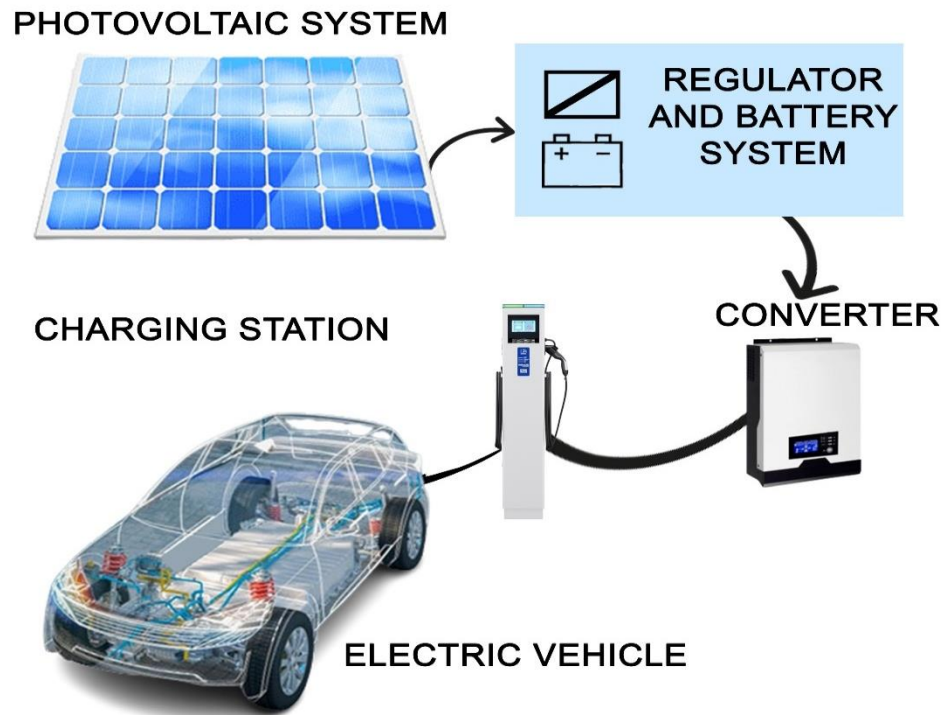 PHOTOVOLTAIC SYSTEM
REGULATOR
AND BATTERY
SYSTEM
+ −
CONVERTER
CHARGING STATION
ELECTRIC VEHICLE